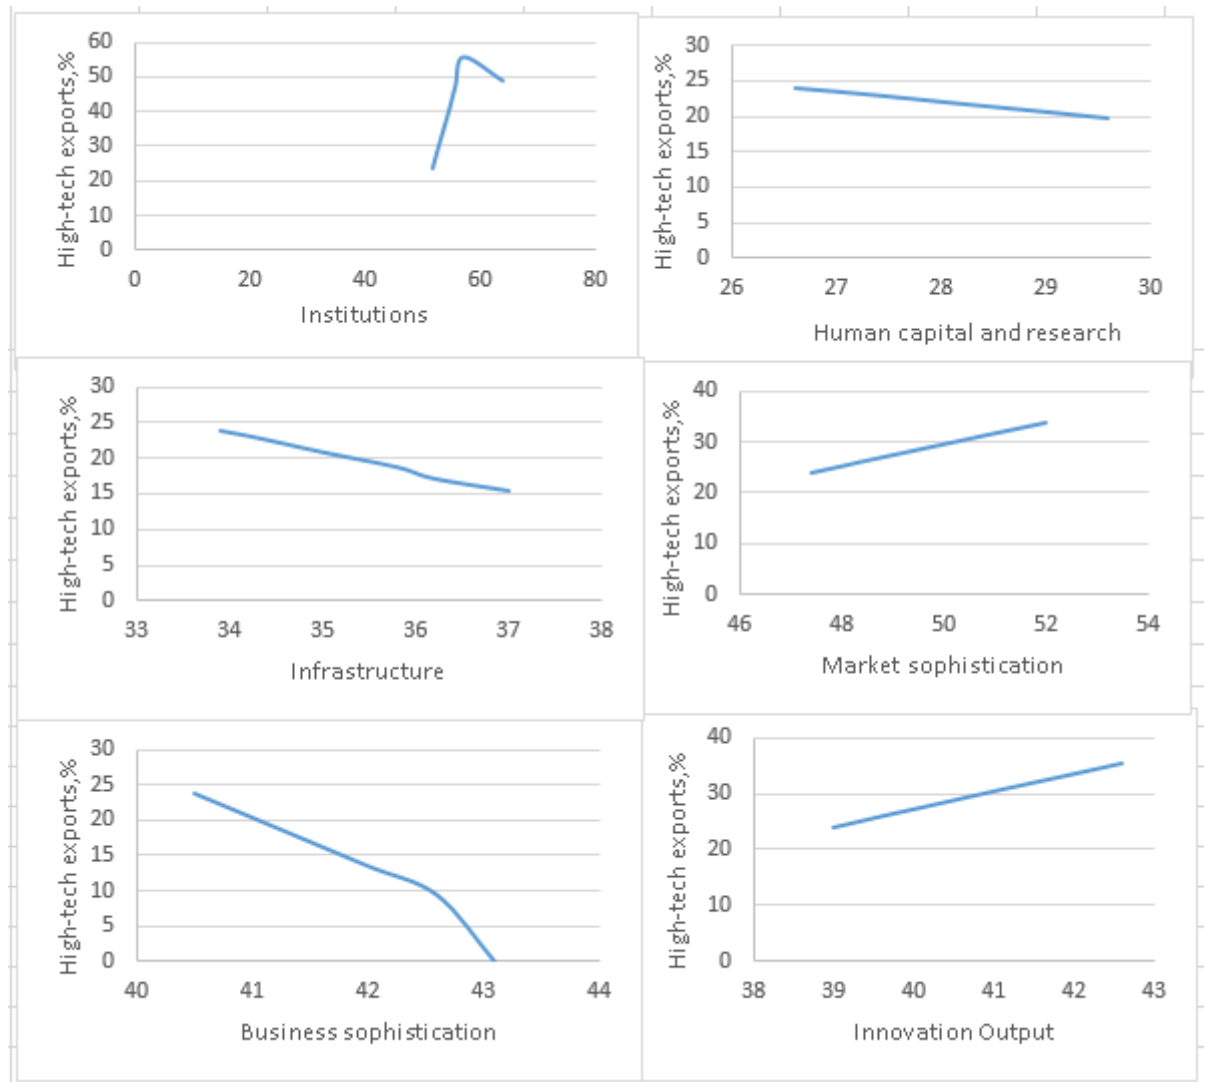 High-tech exports,%
60
50
40
30
20
10
0
0 20 40 60 80
Institutions
High-tech exports,%
30
25
20
15
10
5
0
26 27 28 29 30
Human capital and research
High-tech exports,%
30
25
20
15
10
5
0
33 34 35 36 37 38
Infrastructure
High-tech exports,%
40
30
20
10
0
46 48 50 52 54
Market sophistication
High-tech exports,%
30
25
20
15
10
5
0
40 41 42 43 44
Business sophistication
High-tech exports,%
40
30
20
10
0
38 39 40 41 42 43
Innovation Output